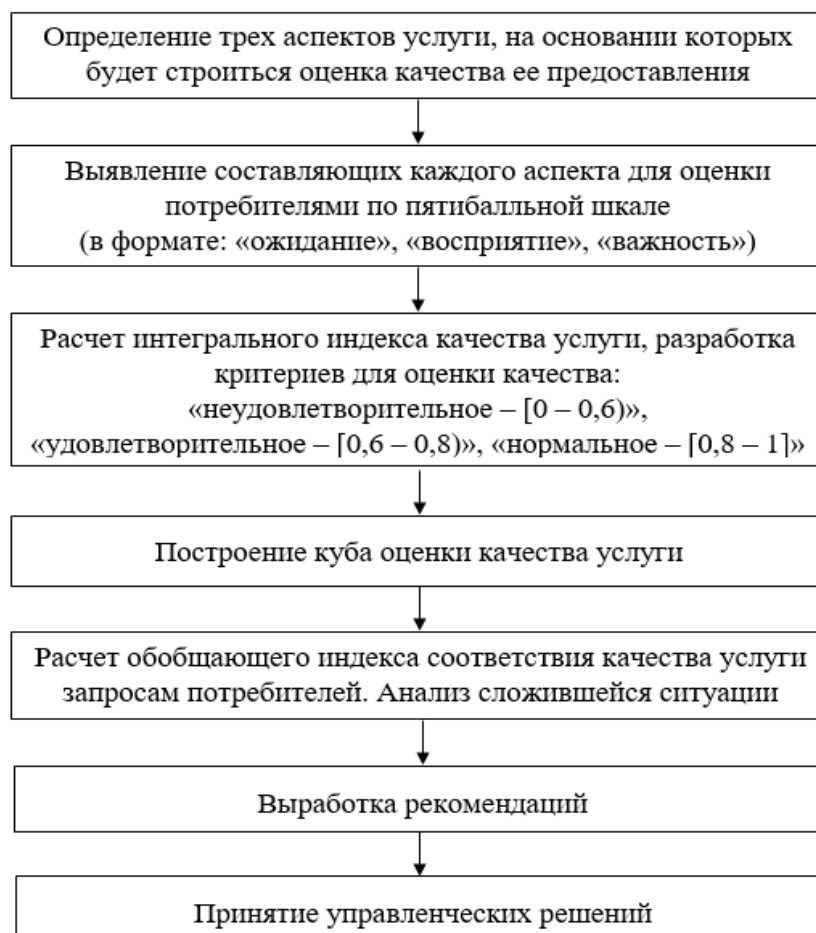 Определение трех аспектов услуги, на основании которых
будет строиться оценка качества ее предоставления
Выявление составляющих каждого аспекта для оценки
потребителями по пятибалльной шкале
(в формате: «ожидание», «восприятие», «важность»)
Расчет интегрального индекса качества услуги, разработка
критериев для оценки качества:
«неудовлетворительное – [0 – 0,6)»,
«удовлетворительное – [0,6 – 0,8)», «нормальное – [0,8 – 1]»
Построение куба оценки качества услуги
Расчет обобщающего индекса соответствия качества услуги
запросам потребителей. Анализ сложившейся ситуации
Выработка рекомендаций
Принятие управленческих решений